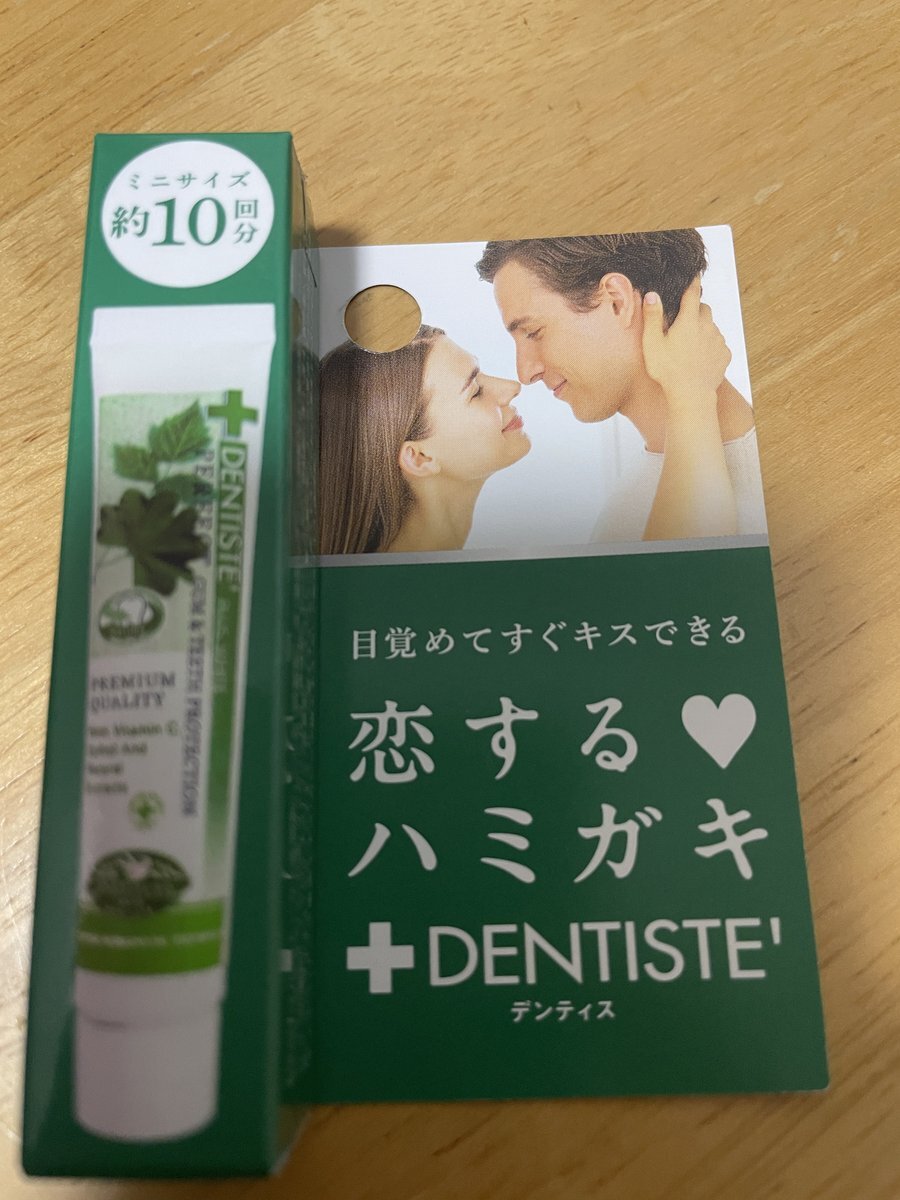 ミニサイズ
約10回分
DENTISTE'
PREMIUM
QUALITY
目覚めてすぐキスできる
恋する♥
ハミガキ
DENTISTE'
デンティス